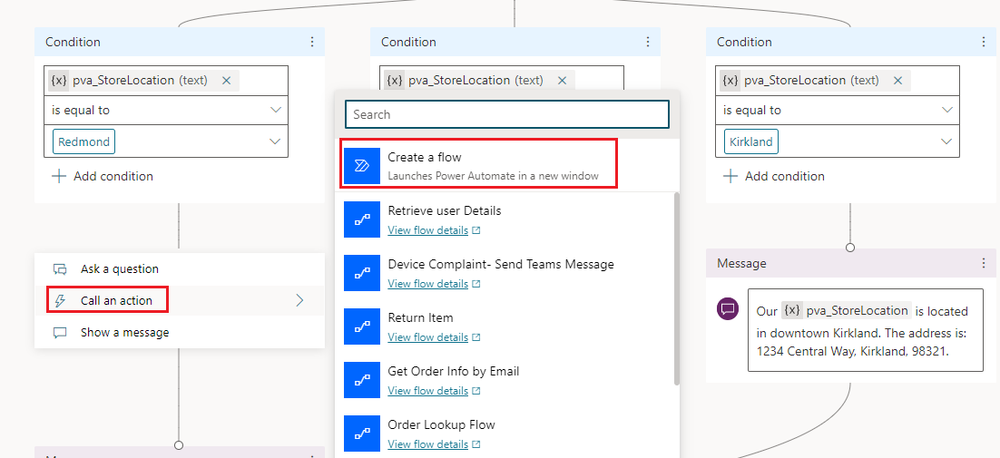 Condition
{x} pva_StoreLocation (text)
is equal to
Redmond
Add condition
Ask a question
Call an action
Show a message
Condition
{x} pva_StoreLocation (text)
Search
Create a flow
Launches Power Automate in a new window
Retrieve user Details
View flow details
Device Complaint- Send Teams Message
View flow details
Return Item
View flow details
Get Order Info by Email
View flow details
Order Lookup Flow
View flow details
Condition
{x} pva_StoreLocation (text)
is equal to
Kirkland
Add condition
Message
Our {x} pva_StoreLocation is located
in downtown Kirkland. The address is:
1234 Central Way, Kirkland, 98321.